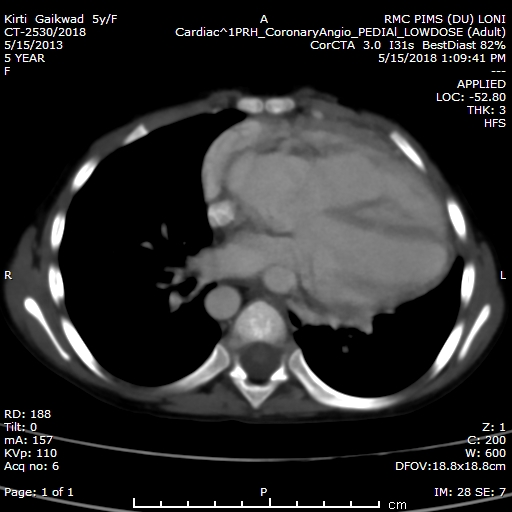 Kirti Gaikwad 5y/F
CT-2530/2018
5/15/2013
5 YEAR
F
A
RMC PIMS (DU) LONI
Cardiac^1PRH_CoronaryAngio_PEDIAl_LOWDOSE (Adult)
CorCTA 3.0 I31s BestDiast 82%
5/15/2018 1:09:41 PM
---
APPLIED
LOC: -52.80
THK: 3
HFS
R
L
RD: 188
Tilt: 0
mA: 157
KVp: 110
Acq no: 6
Page: 1 of 1
P
cm
Z: 1
C: 200
W: 600
DFOV:18.8x18.8cm
IM: 28 SE: 7